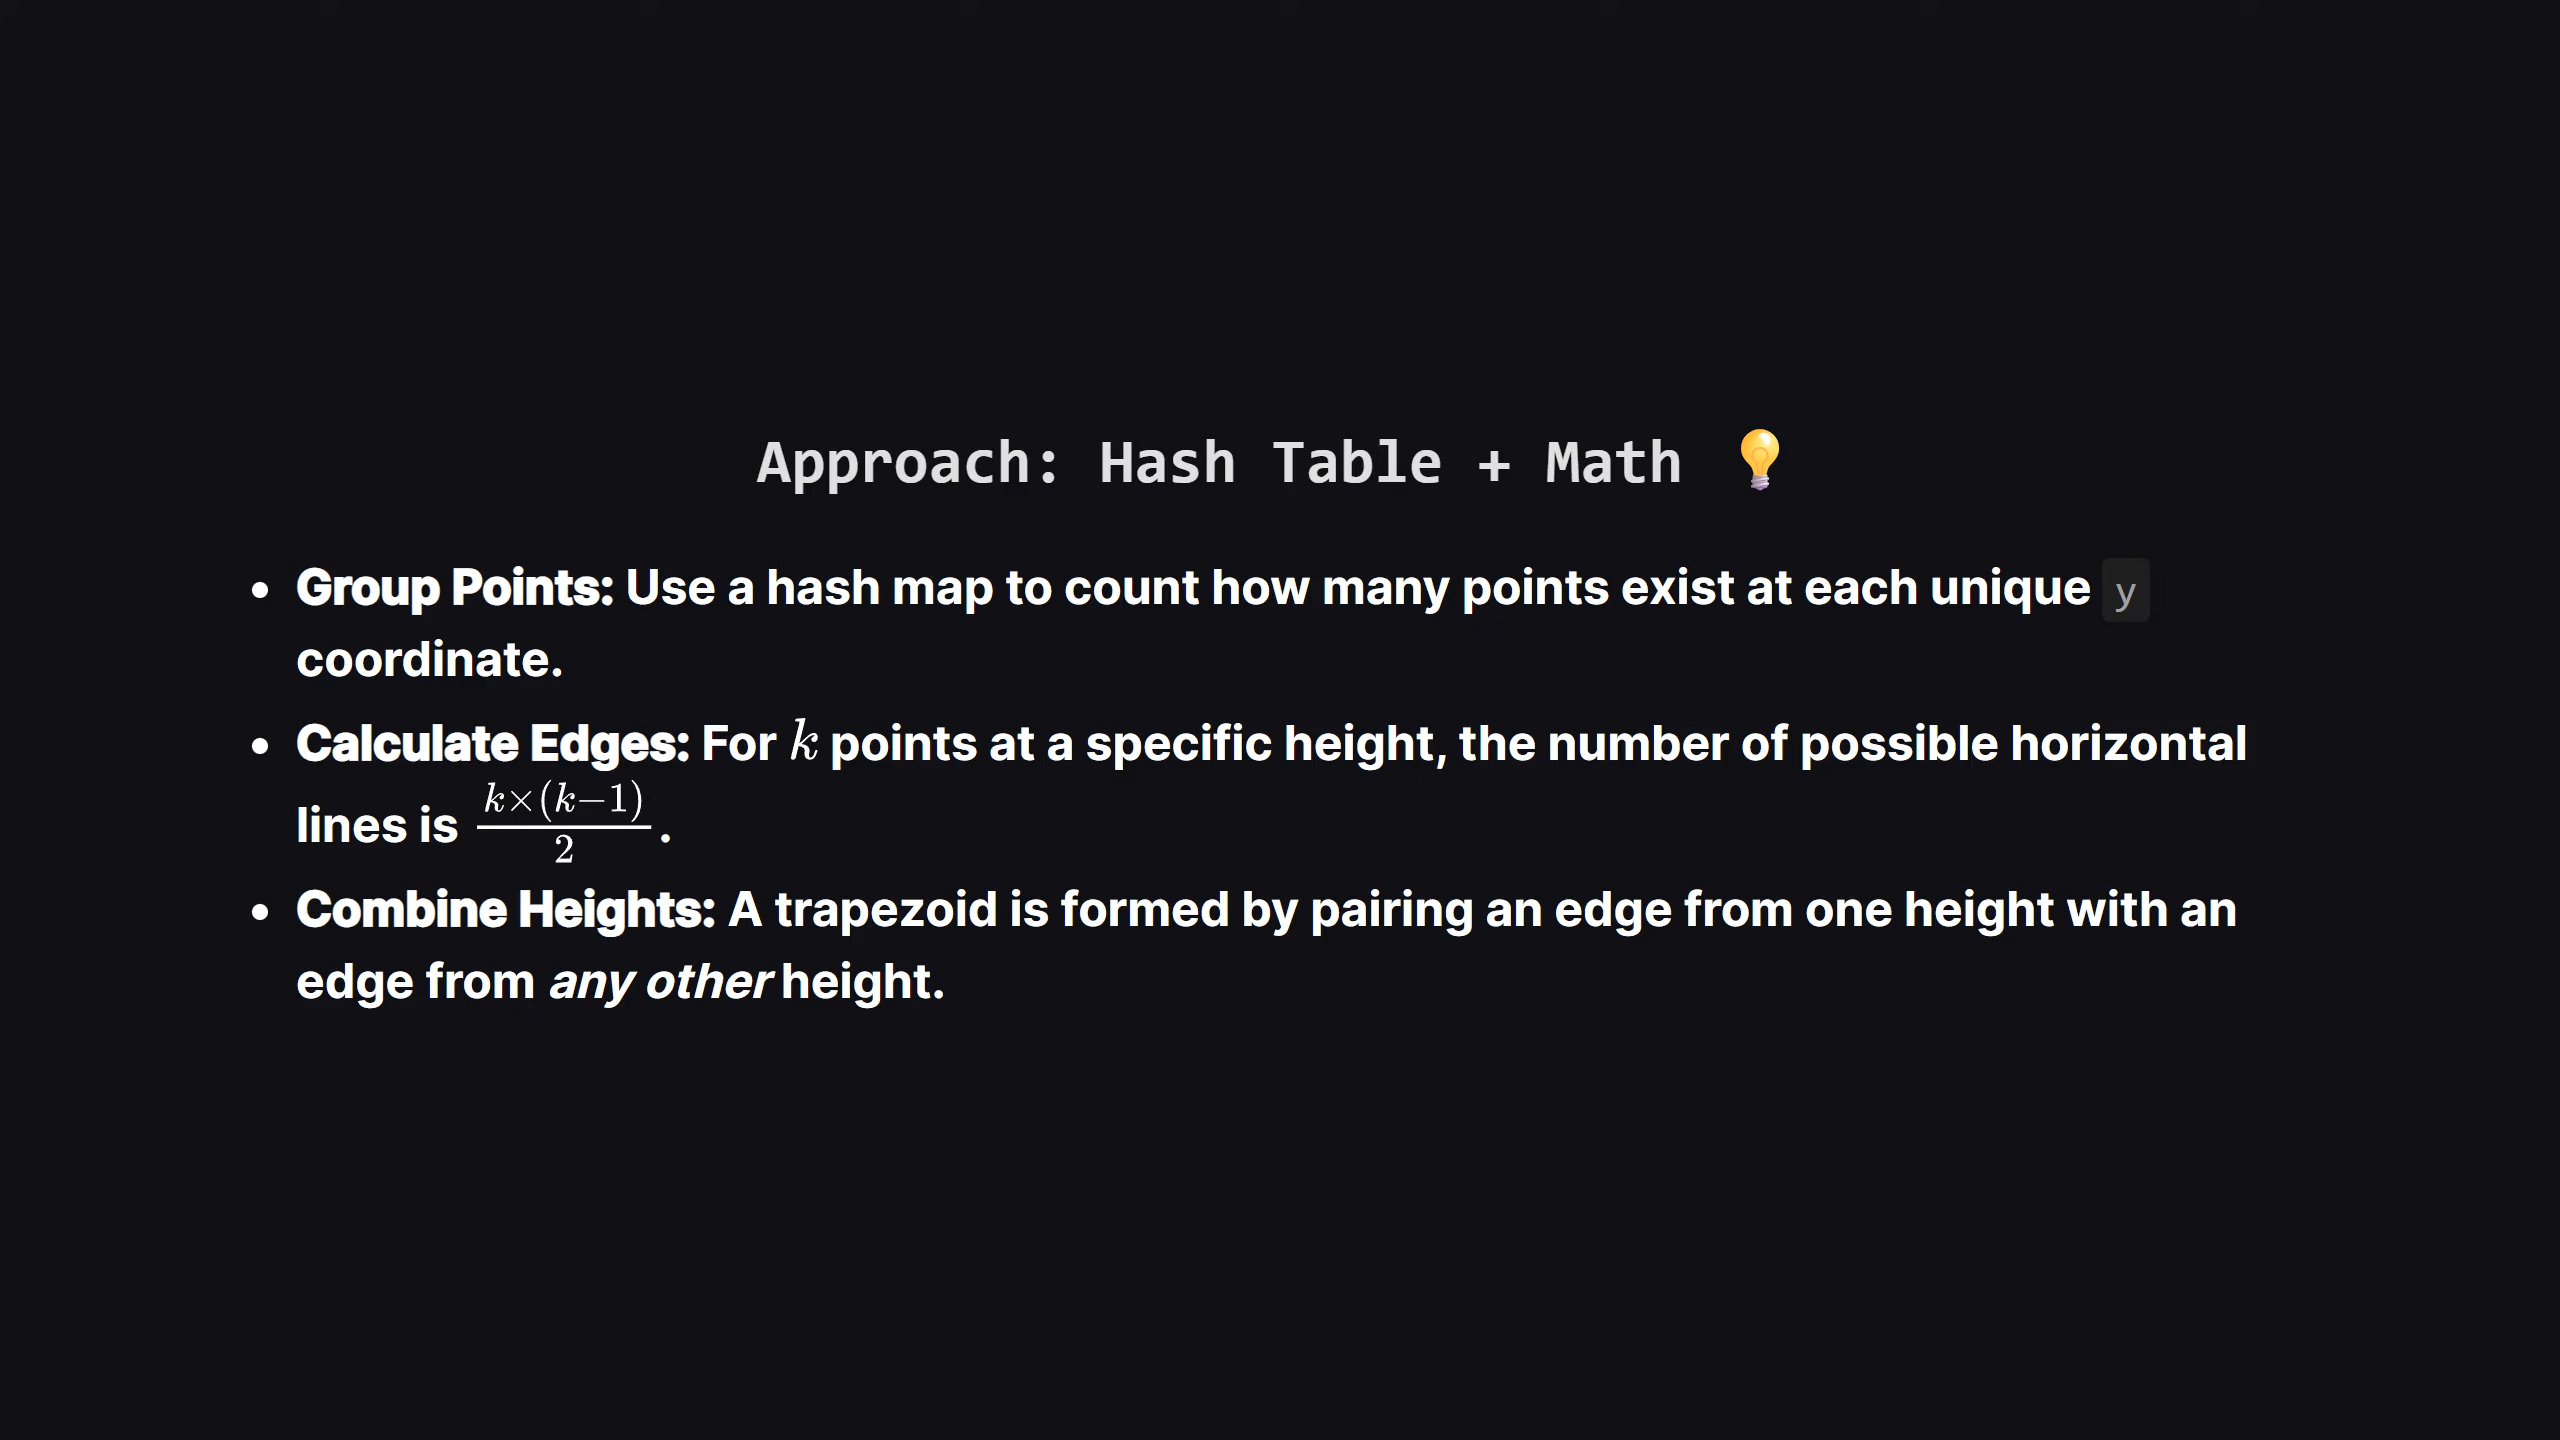 Approach: Hash Table + Math 💡
• Group Points: Use a hash map to count how many points exist at each unique y
coordinate.
• Calculate Edges: For k points at a specific height, the number of possible horizontal
lines is \frac{k×(k−1)}{2}.
• Combine Heights: A trapezoid is formed by pairing an edge from one height with an
edge from any other height.